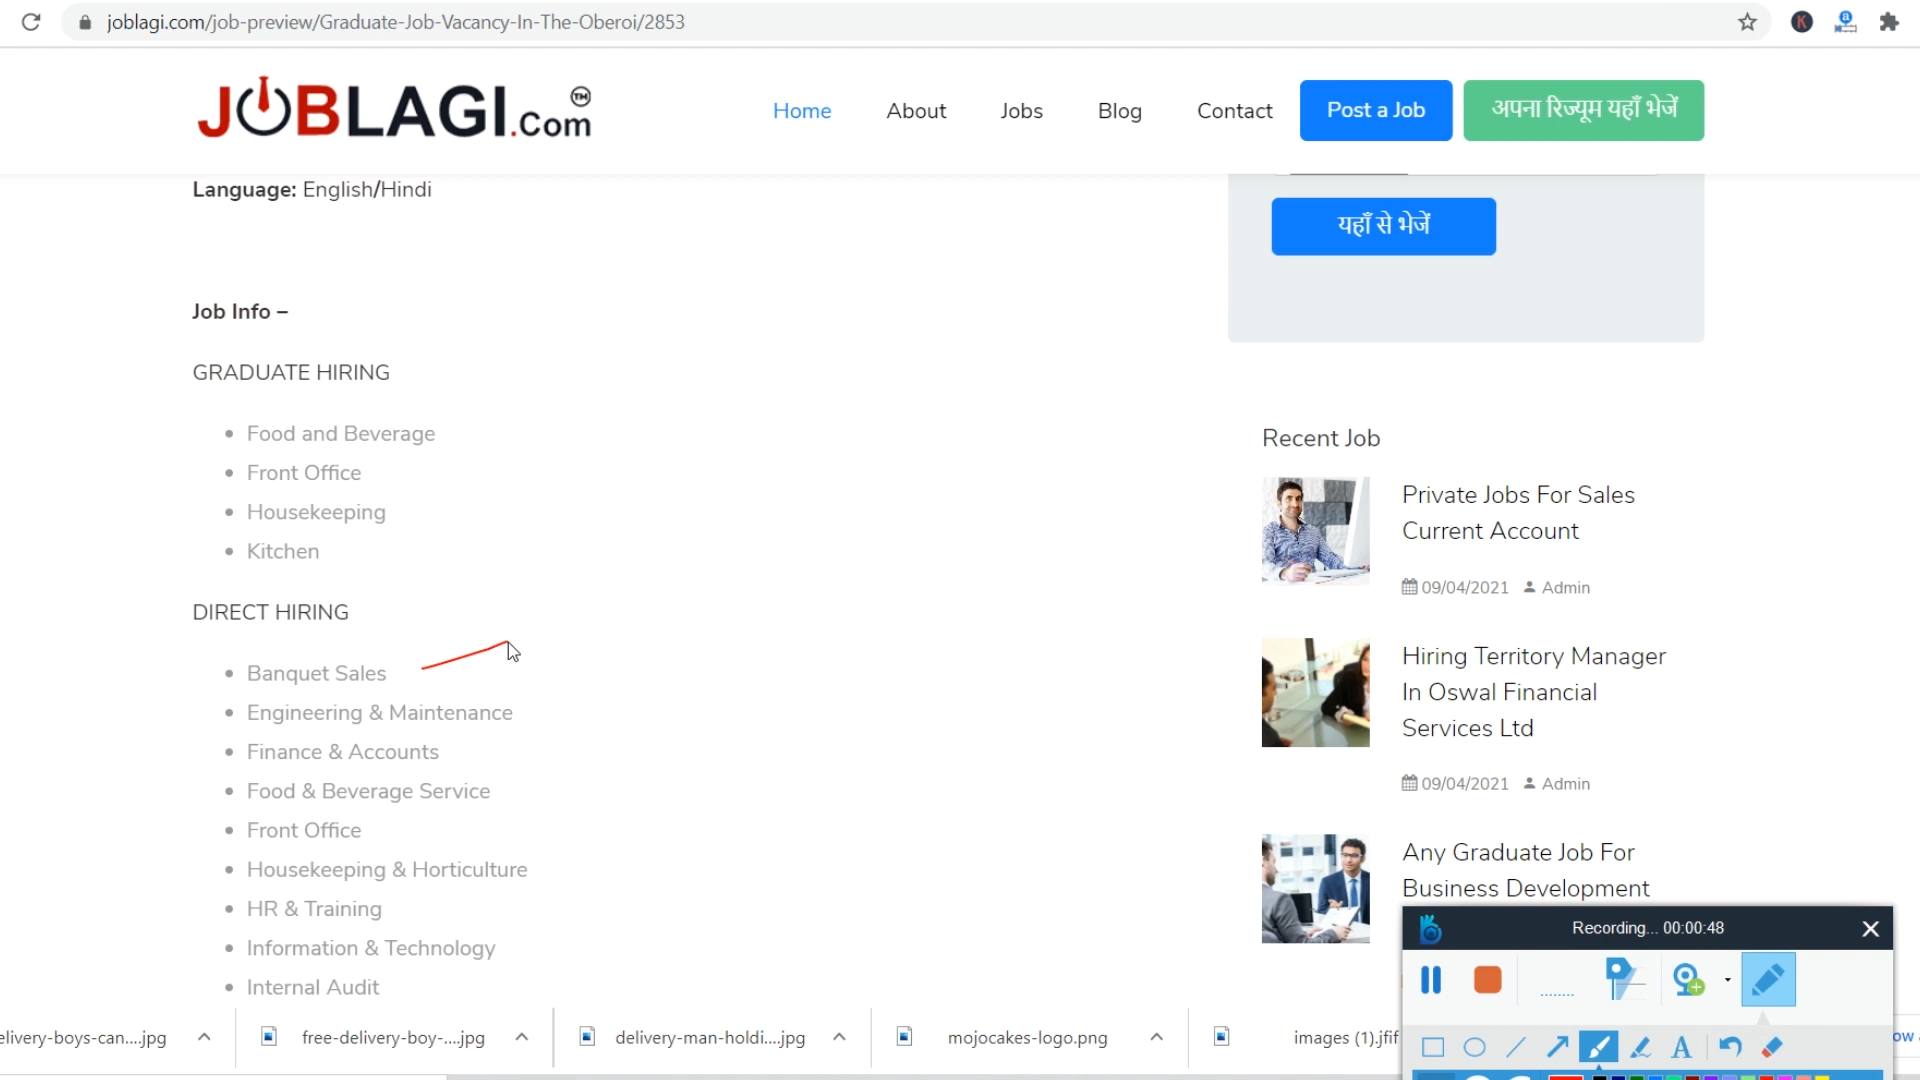 joblagi.com/job-preview/Graduate-Job-Vacancy-In-The-Oberoi/2853
JOBLAGI.Com TM
Home
About
Jobs
Blog
Contact
Post a Job
अपना रिज्यूम यहाँ भेजें
Language: English/Hindi
यहाँ से भेजें
Job Info –
GRADUATE HIRING
Food and Beverage
Front Office
Housekeeping
Kitchen
DIRECT HIRING
Banquet Sales
Engineering & Maintenance
Finance & Accounts
Food & Beverage Service
Front Office
Housekeeping & Horticulture
HR & Training
Information & Technology
Internal Audit
Recent Job
Private Jobs For Sales
Current Account
09/04/2021 Admin
Hiring Territory Manager
In Oswal Financial
Services Ltd
09/04/2021 Admin
Any Graduate Job For
Business Development
Recording... 00:00:48
elivery-boys-can....jpg
free-delivery-boy-....jpg
delivery-man-holdi....jpg
mojocakes-logo.png
images (1).jfif